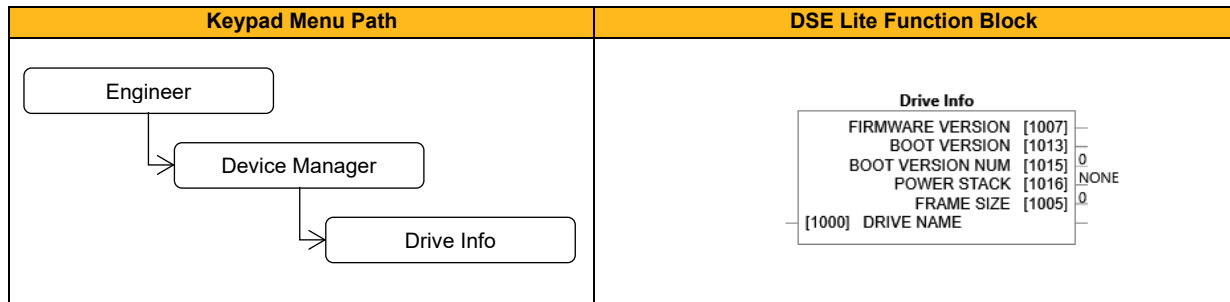 Keypad Menu Path
DSE Lite Function Block
Engineer
Device Manager
Drive Info
Drive Info
FIRMWARE VERSION [1007]
BOOT VERSION [1013]
BOOT VERSION NUM [1015] 0
POWER STACK [1016] NONE
FRAME SIZE [1005] 0
[1000] DRIVE NAME